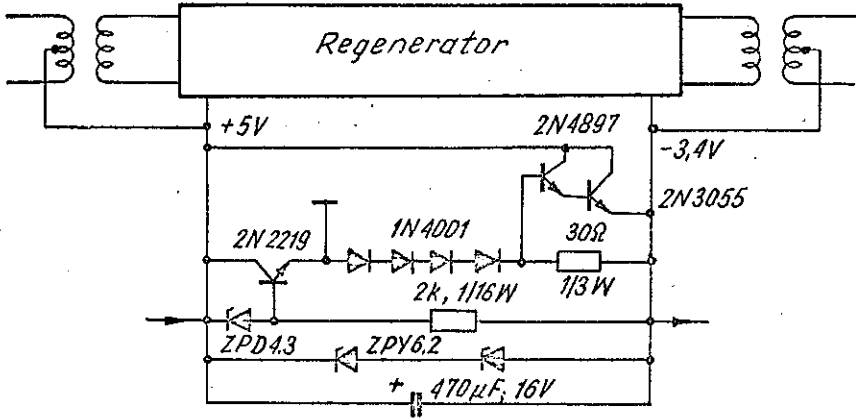 Regenerator
+5V
2N4897
-3,4V
2N3055
2N2219
1N4001
30Ω
1/3W
2k, 1/16W
ZPD4.3
ZPY6,2
+
470µF, 16V